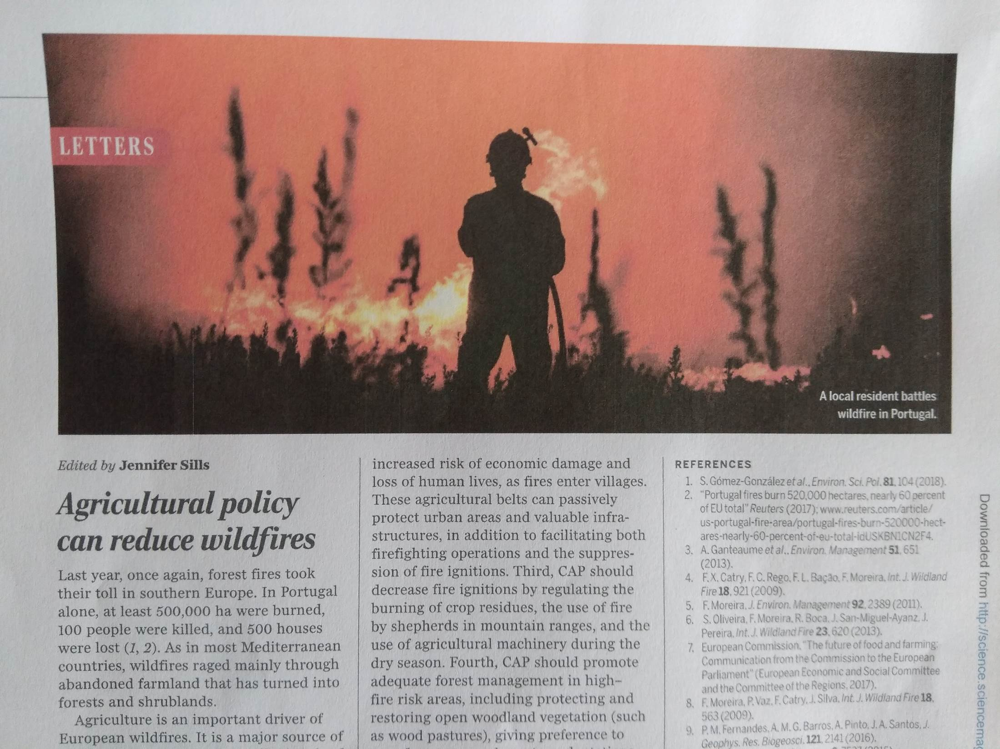 LETTERS
A local resident battles
wildfire in Portugal.
Edited by Jennifer Sills
Agricultural policy
can reduce wildfires
Last year, once again, forest fires took
their toll in southern Europe. In Portugal
alone, at least 500,000 ha were burned,
100 people were killed, and 500 houses
were lost (1, 2). As in most Mediterranean
countries, wildfires raged mainly through
abandoned farmland that has turned into
forests and shrublands.
Agriculture is an important driver of
European wildfires. It is a major source of
increased risk of economic damage and
loss of human lives, as fires enter villages.
These agricultural belts can passively
protect urban areas and valuable infra-
structures, in addition to facilitating both
firefighting operations and the suppres-
sion of fire ignitions. Third, CAP should
decrease fire ignitions by regulating the
burning of crop residues, the use of fire
by shepherds in mountain ranges, and the
use of agricultural machinery during the
dry season. Fourth, CAP should promote
adequate forest management in high–
fire risk areas, including protecting and
restoring open woodland vegetation (such
as wood pastures), giving preference to
REFERENCES
1. S. Gómez-González et al., Environ. Sci. Pol. 81, 104 (2018).
2. "Portugal fires burn 520,000 hectares, nearly 60 percent
of EU total" Reuters (2017); www.reuters.com/article/
us-portugal-fire-area/portugal-fires-burn-520000-hect-
ares-nearly-60-percent-of-eu-total-idUSKBN1CN2F4.
3. A. Ganteaume et al., Environ. Management 51, 651
(2013).
4. F. X. Catry, F. C. Rego, F. L. Bação, F. Moreira, Int. J. Wildland
Fire 18, 921 (2009).
5. F. Moreira, J. Environ. Management 92, 2389 (2011).
6. S. Oliveira, F. Moreira, R. Boca, J. San-Miguel-Ayanz, J.
Pereira, Int. J. Wildland Fire 23, 620 (2013).
7. European Commission, "The future of food and farming:
Communication from the Commission to the European
Parliament" (European Economic and Social Committee
and the Committee of the Regions, 2017).
8. F. Moreira, P. Vaz, F. Catry, J. Silva, Int. J. Wildland Fire 18,
563 (2009).
9. P. M. Fernandes, A. M. G. Barros, A. Pinto, J. A. Santos, J.
Geophys. Res. Biogeosci. 121, 2141 (2016).
Downloaded from http://science.sciencemag